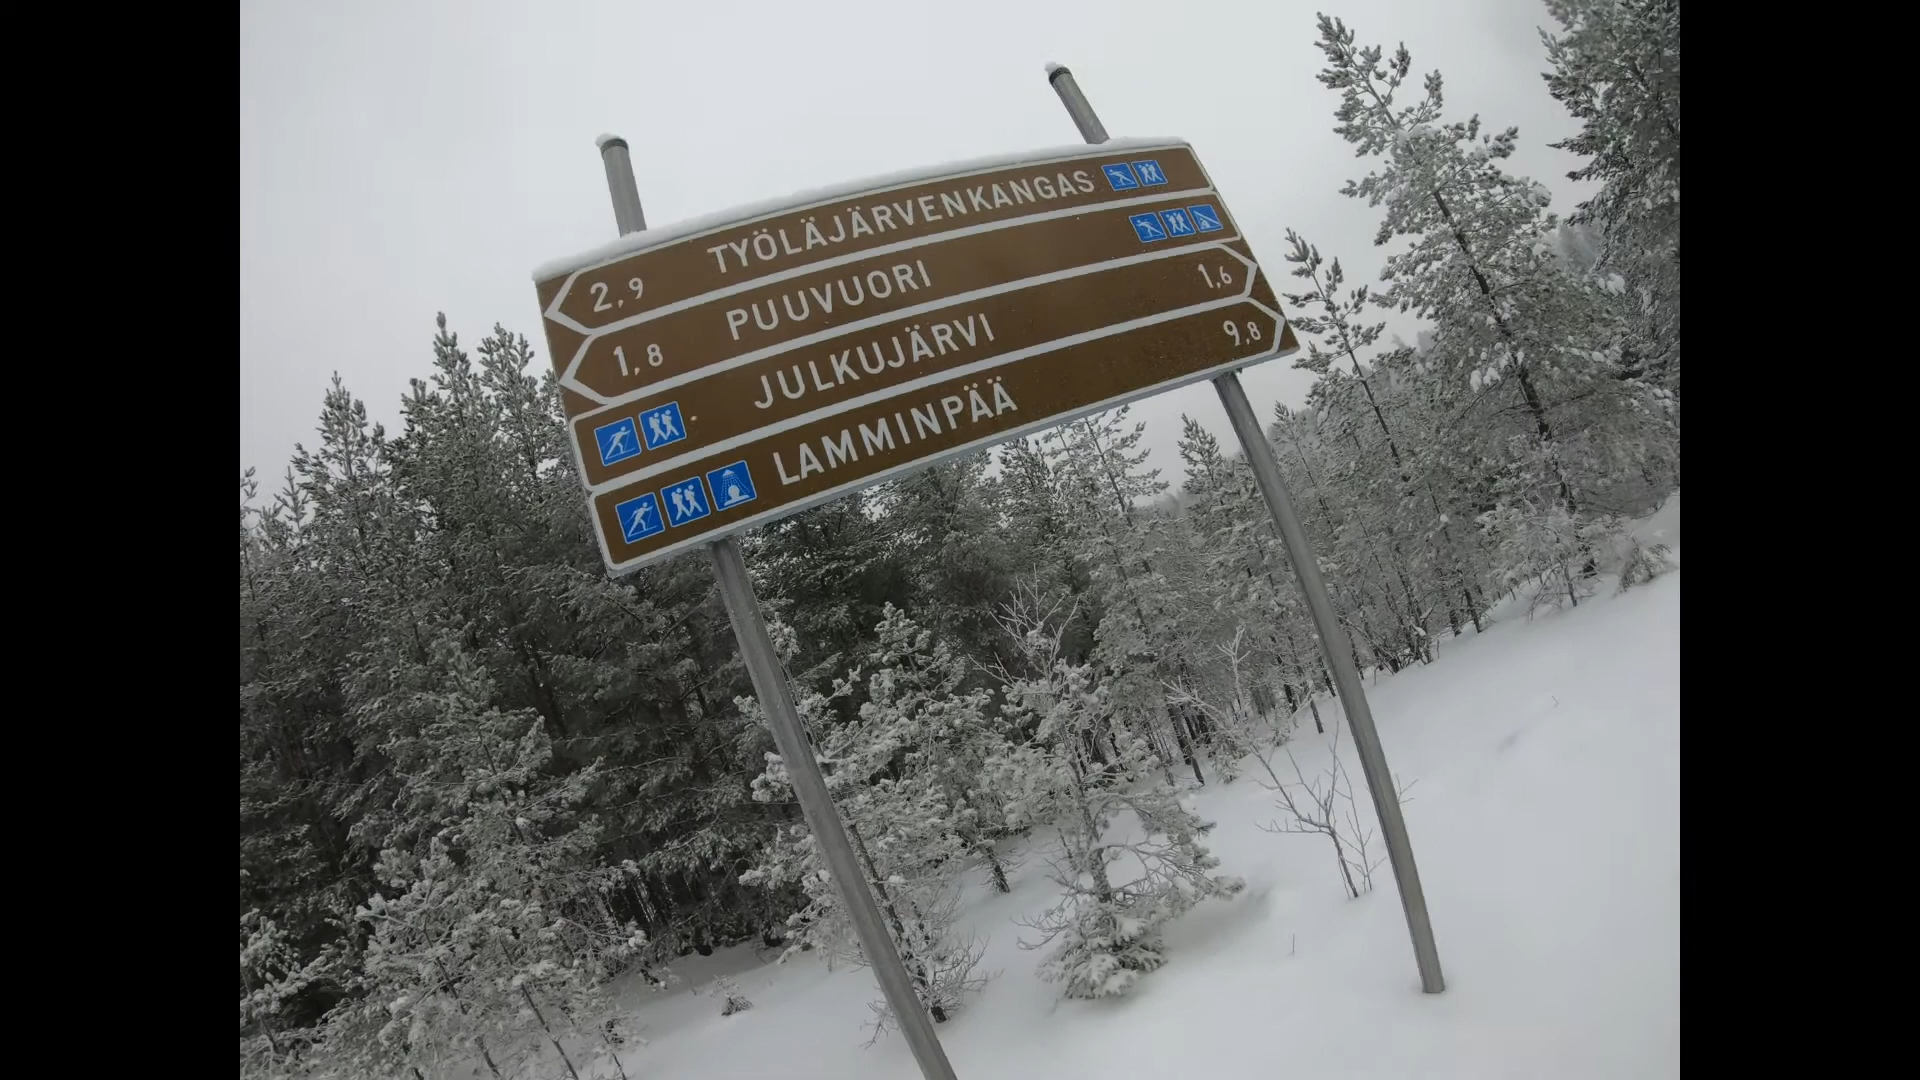 2,9 TYÖLÄJÄRVENKANGAS
1,8 PUUVUORI
JULKUJÄRVI 1,6
LAMMINPÄÄ 9,8